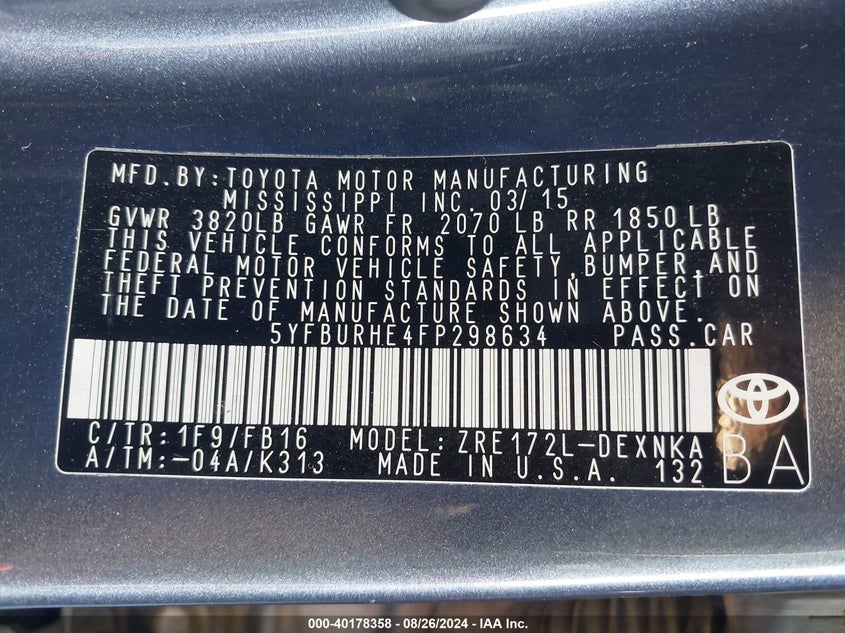 MFD.BY:TOYOTA MOTOR MANUFACTURING
MISSISSIPPI INC. 03/15
GVWR 3820LB GAWR FR 2070 LB RR 1850 LB
THIS VEHICLE CONFORMS TO ALL APPLICABLE
FEDERAL MOTOR VEHICLE SAFETY,BUMPER,AND
THEFT PREVENTION STANDARDS IN EFFECT ON
THE DATE OF MANUFACTURE SHOWN ABOVE.
5YFBURHE4FP298634 PASS.CAR
C/TR:1F9/FB16 MODEL:ZRE172L-DEXNKA
A/TM:-04A/K313 MADE IN U.S.A. 132
BA
000-40178358 - 08/26/2024 - IAA Inc.